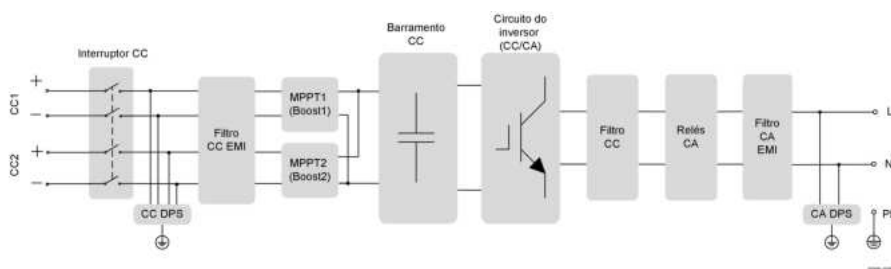 Interruptor CC
Barramento
CC
Circuito do
inversor
(CC/CA)
CC1
+
−
CC2
+
−
CC DPS
Filtro
CC EMI
MPPT1
(Boost1)
MPPT2
(Boost2)
Filtro
CC
Relés
CA
Filtro
CA
EMI
CA DPS
L
N